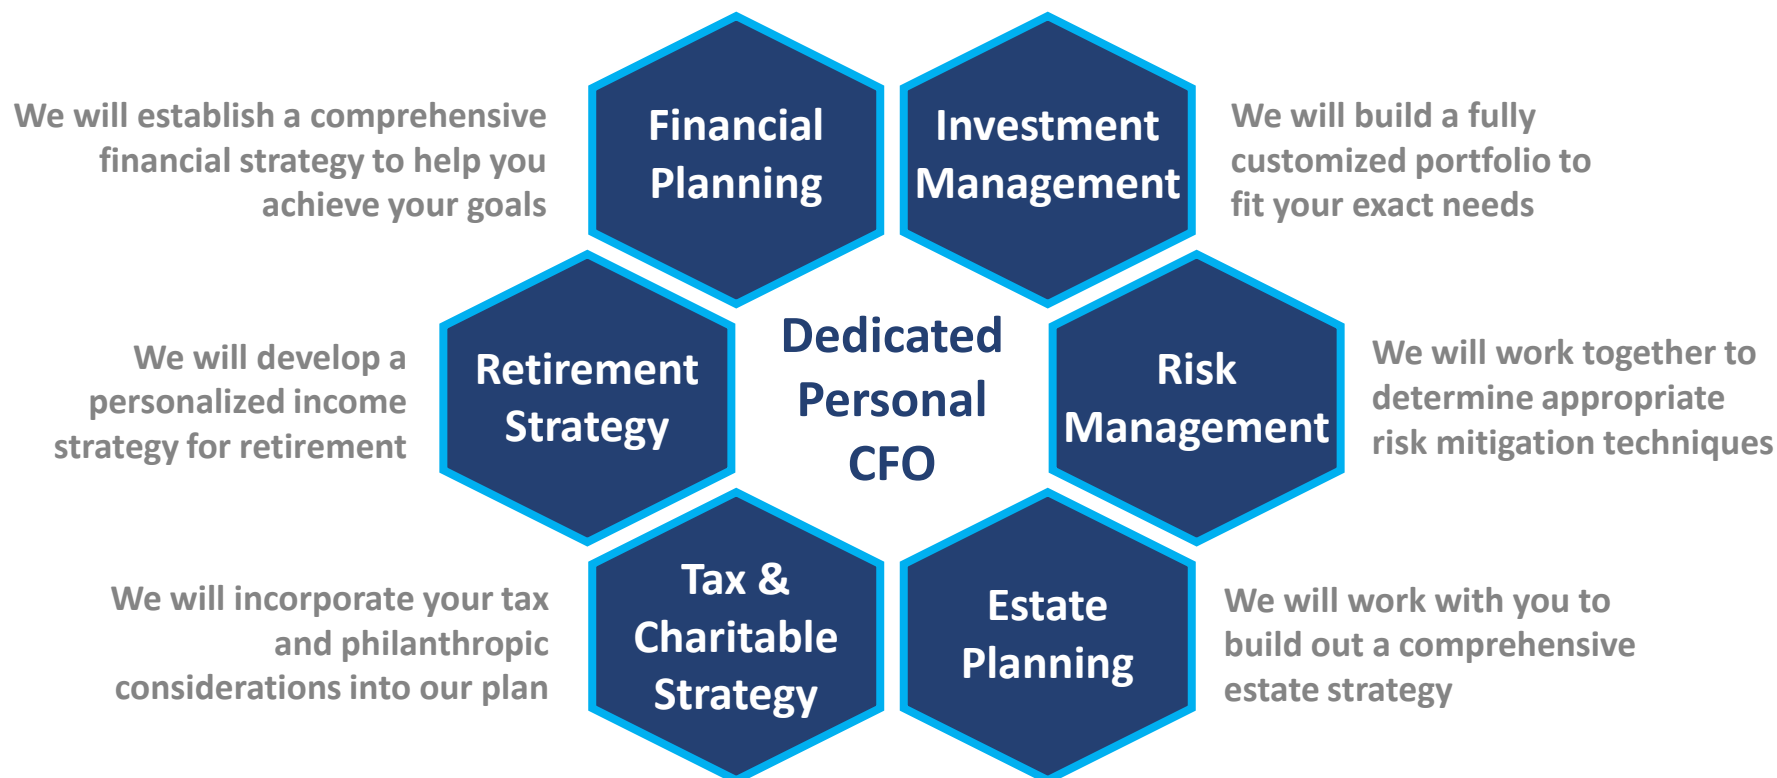 We will establish a comprehensive
financial strategy to help you
achieve your goals
Financial
Planning
Investment
Management
We will build a fully
customized portfolio to
fit your exact needs
We will develop a
personalized income
strategy for retirement
Retirement
Strategy
Dedicated
Personal
CFO
Risk
Management
We will work together to
determine appropriate
risk mitigation techniques
We will incorporate your tax
and philanthropic
considerations into our plan
Tax &
Charitable
Strategy
Estate
Planning
We will work with you to
build out a comprehensive
estate strategy